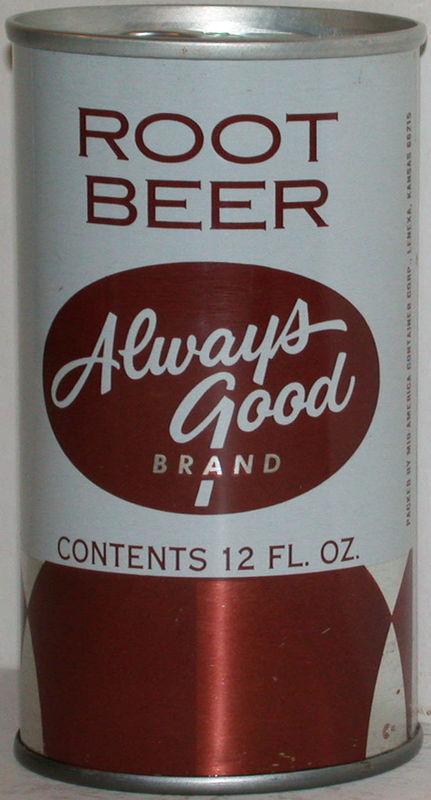 ROOT
BEER
Always
Good
BRAND
CONTENTS 12 FL. OZ.
PACKED BY MID AMERICA CONTAINER CORP., LENEXA, KANSAS 66215